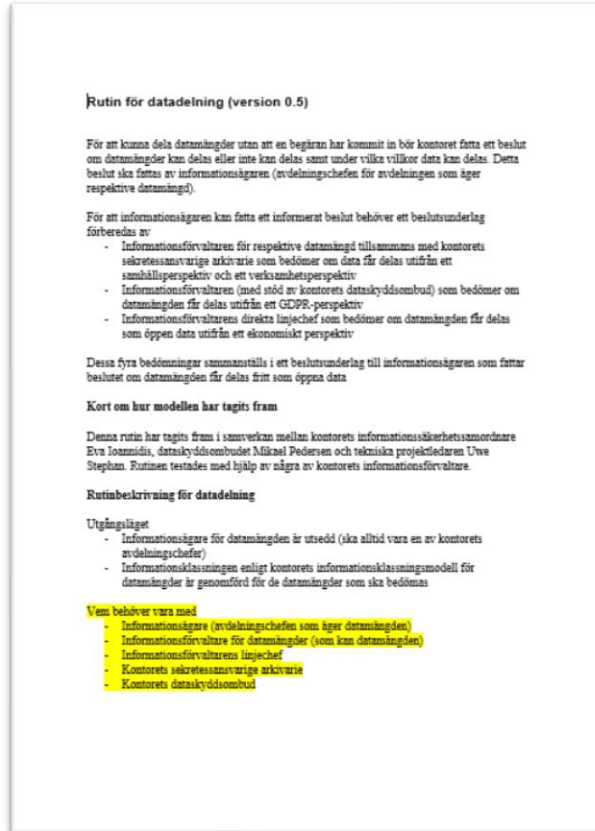 Rutin för datadelning (version 0.5)
För att kunna dela datamängder utan att en begäran har kommit in bör kontoret fatta ett beslut
om datamängder kan delas eller inte kan delas samt under vilka villkor data kan delas. Detta
beslut ska fattas av informationsägaren (avdelningschefen för avdelningen som äger
respektive datamängd).
För att informationsägaren kan fatta ett informerat beslut behöver ett beslutsunderlag
förberedas av
- Informationsförvaltaren för respektive datamängd tillsammans med kontorets
sekretessansvarige arkivarie som bedömer om data får delas utifrån ett
samhällsperspektiv och ett verksamhetsperspektiv
- Informationsförvaltaren (med stöd av kontorets dataskyddsombud) som bedömer om
datamängden får delas utifrån ett GDPR-perspektiv
- Informationsförvaltarens direkta linjechef som bedömer om datamängden får delas
som öppen data utifrån ett ekonomiskt perspektiv
Dessa fyra bedömningar sammanställs i ett beslutsunderlag till informationsägaren som fattar
beslutet om datamängden får delas fritt som öppna data
Kort om hur modellen har tagits fram
Denna rutin har tagits fram i samverkan mellan kontorets informationssäkerhetssamordnare
Eva Ioannidis, dataskyddsombudet Mikael Pedersen och tekniska projektledaren Uwe
Stephan. Rutinen testades med hjälp av några av kontorets informationsförvaltare.
Rutinbeskrivning för datadelning
Utgångsläget
- Informationsägare för datamängden är utsedd (ska alltid vara en av kontorets
avdelningschefer)
- Informationsklassningen enligt kontorets informationsklassningsmodell för
datamängder är genomförd för de datamängder som ska bedömas
Vem behöver vara med
- Informationsägare (avdelningschefen som äger datamängden)
- Informationsförvaltare för datamängder (som kan datamängden)
- Informationsförvaltarens linjechef
- Kontorets sekretessansvarige arkivarie
- Kontorets dataskyddsombud